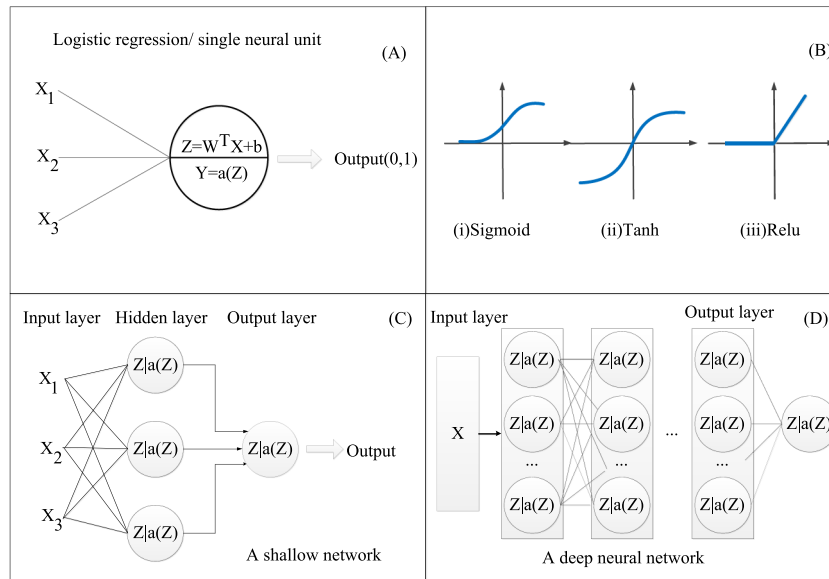 Logistic regression/ single neural unit
(A)
X1
X2
X3
Z=W^T X+b
Y=a(Z)
Output(0,1)
(B)
(i)Sigmoid
(ii)Tanh
(iii)Relu
Input layer Hidden layer Output layer (C)
X1
X2
X3
Z|a(Z)
Z|a(Z)
Z|a(Z)
Z|a(Z)
Output
A shallow network
Input layer
Output layer
(D)
X
Z|a(Z)
Z|a(Z)
...
Z|a(Z)
Z|a(Z)
Z|a(Z)
...
Z|a(Z)
...
Z|a(Z)
Z|a(Z)
...
Z|a(Z)
Z|a(Z)
A deep neural network